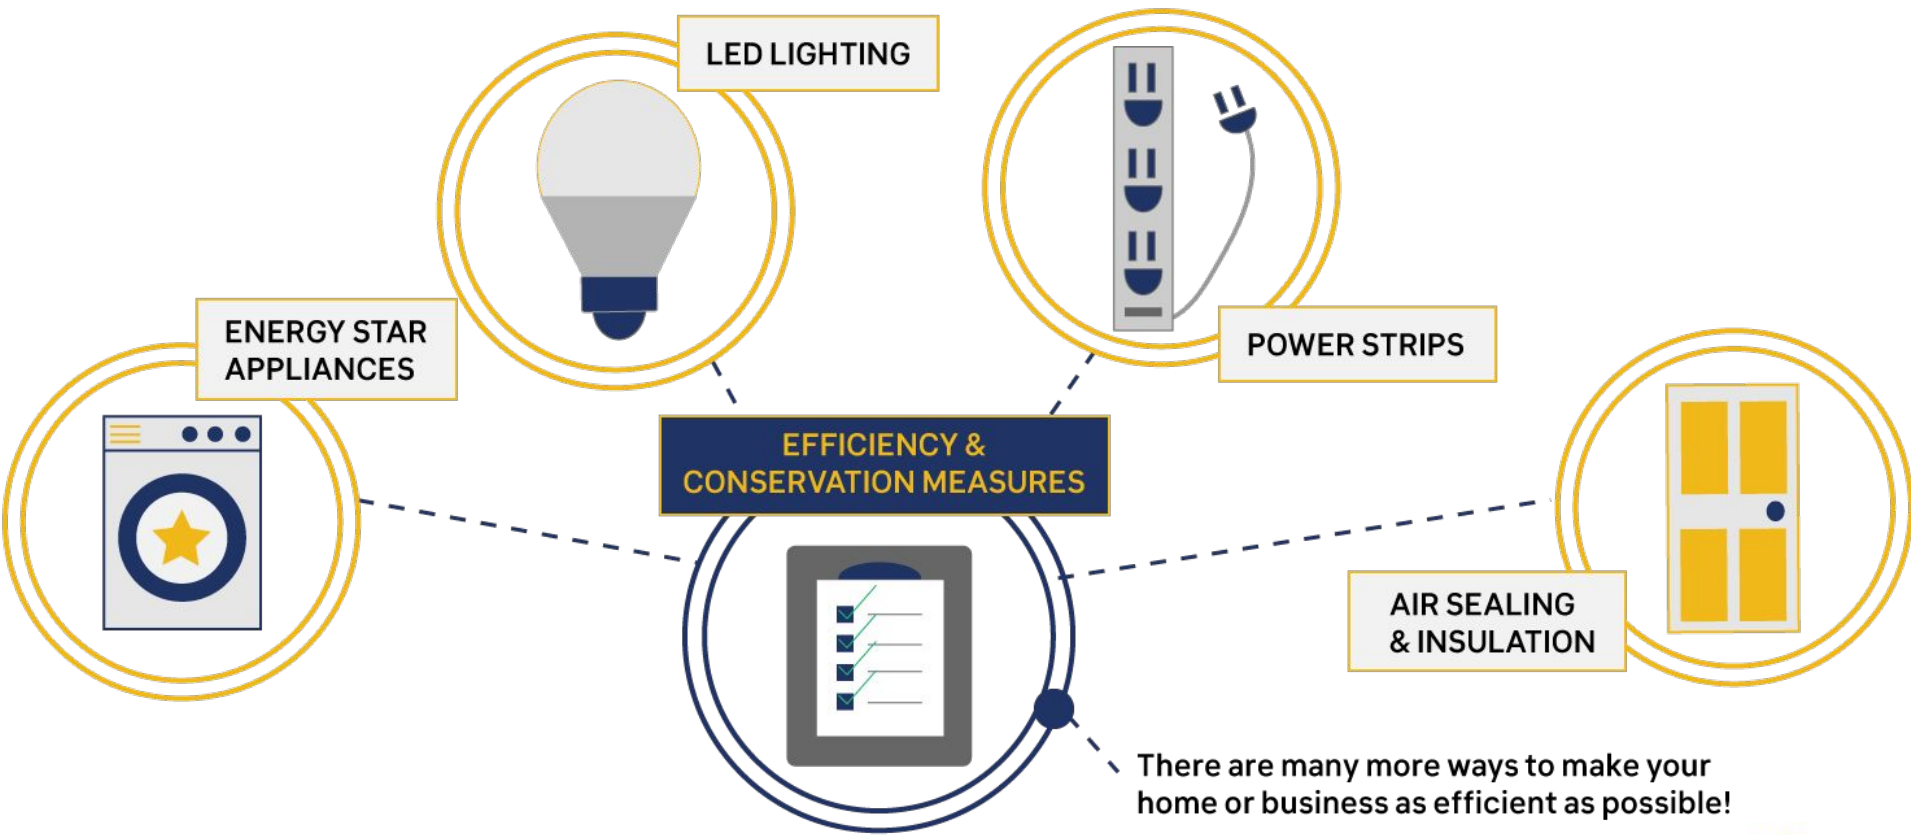 LED LIGHTING
ENERGY STAR
APPLIANCES
POWER STRIPS
EFFICIENCY &
CONSERVATION MEASURES
AIR SEALING
& INSULATION
There are many more ways to make your
home or business as efficient as possible!